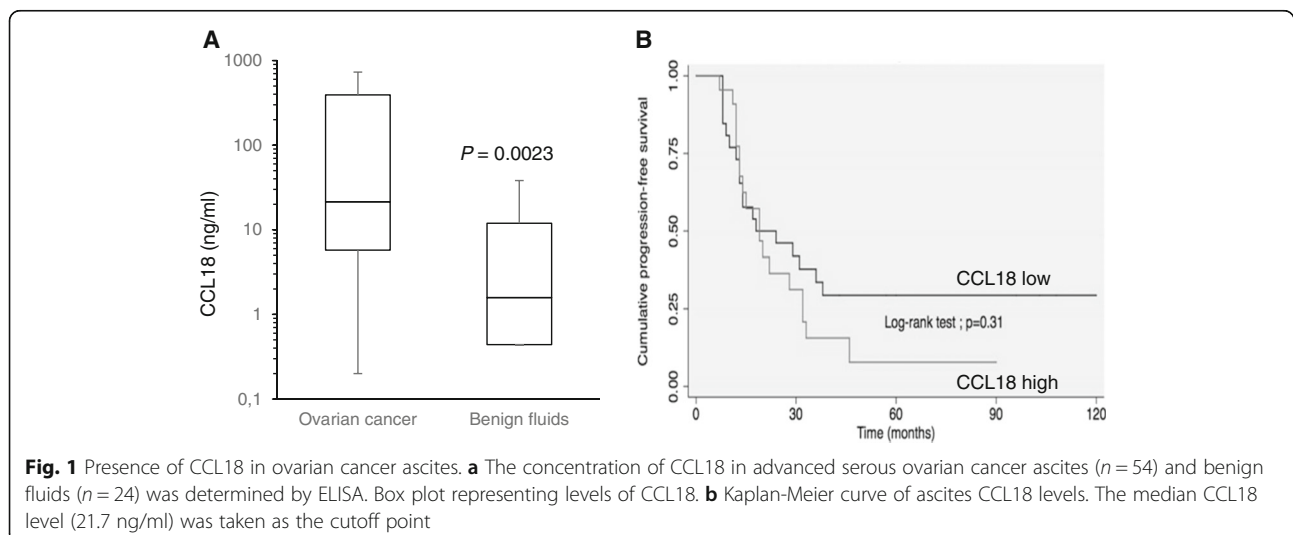 A
1000
100
10
1
0,1
CCL18 (ng/ml)
P = 0.0023
Ovarian cancer
Benign fluids
B
Cumulative progression-free survival
1.00
0.75
0.50
0.25
0.00
CCL18 low
Log-rank test ; p=0.31
CCL18 high
0 30 60 90 120
Time (months)
Fig. 1 Presence of CCL18 in ovarian cancer ascites. a The concentration of CCL18 in advanced serous ovarian cancer ascites (n = 54) and benign
fluids (n = 24) was determined by ELISA. Box plot representing levels of CCL18. b Kaplan-Meier curve of ascites CCL18 levels. The median CCL18
level (21.7 ng/ml) was taken as the cutoff point